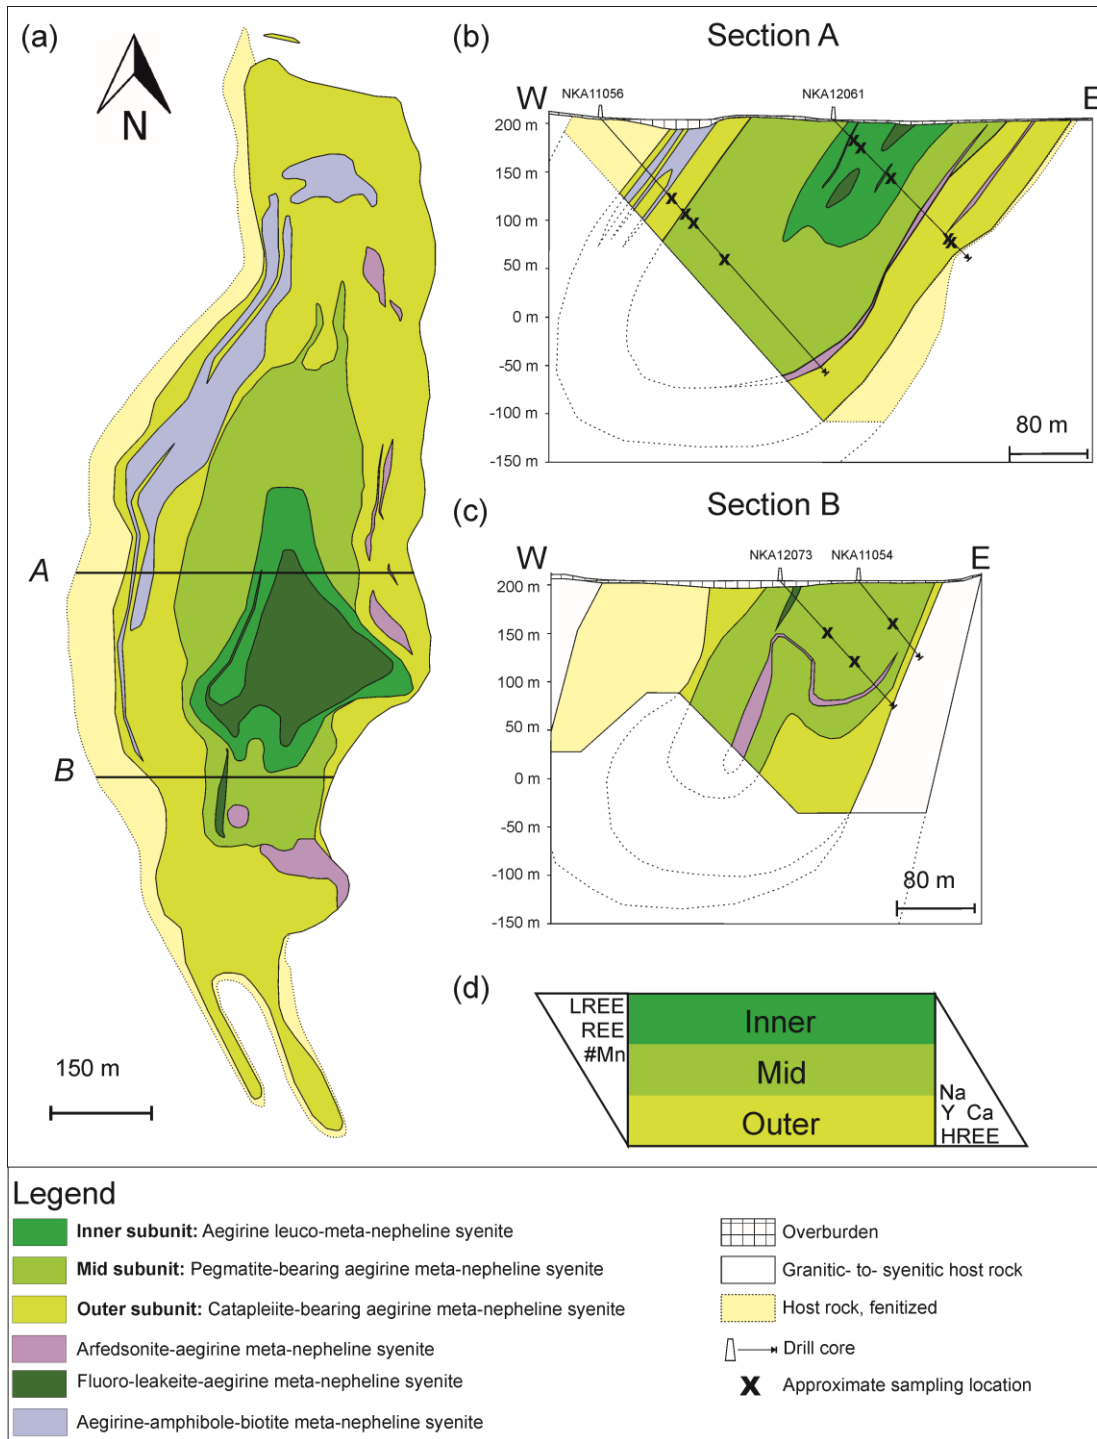 (a)
N
A
B
150 m
(b)
Section A
W
E
NKA11056
NKA12061
200 m
150 m
100 m
50 m
0 m
-50 m
-100 m
-150 m
80 m
(c)
Section B
W
E
NKA12073
NKA11054
200 m
150 m
100 m
50 m
0 m
-50 m
-100 m
-150 m
80 m
(d)
LREE
REE
#Mn
Inner
Mid
Outer
Na
Y Ca
HREE
Legend
Inner subunit: Aegirine leuco-meta-nepheline syenite
Mid subunit: Pegmatite-bearing aegirine meta-nepheline syenite
Outer subunit: Catapleiite-bearing aegirine meta-nepheline syenite
Arfedsonite-aegirine meta-nepheline syenite
Fluoro-leakeite-aegirine meta-nepheline syenite
Aegirine-amphibole-biotite meta-nepheline syenite
Overburden
Granitic- to- syenitic host rock
Host rock, fenitized
Drill core
X Approximate sampling location